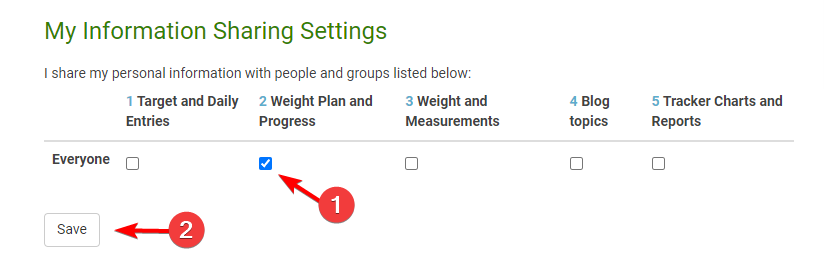 My Information Sharing Settings
I share my personal information with people and groups listed below:
1 Target and Daily Entries
2 Weight Plan and Progress
3 Weight and Measurements
4 Blog topics
5 Tracker Charts and Reports
Everyone
1
Save
2